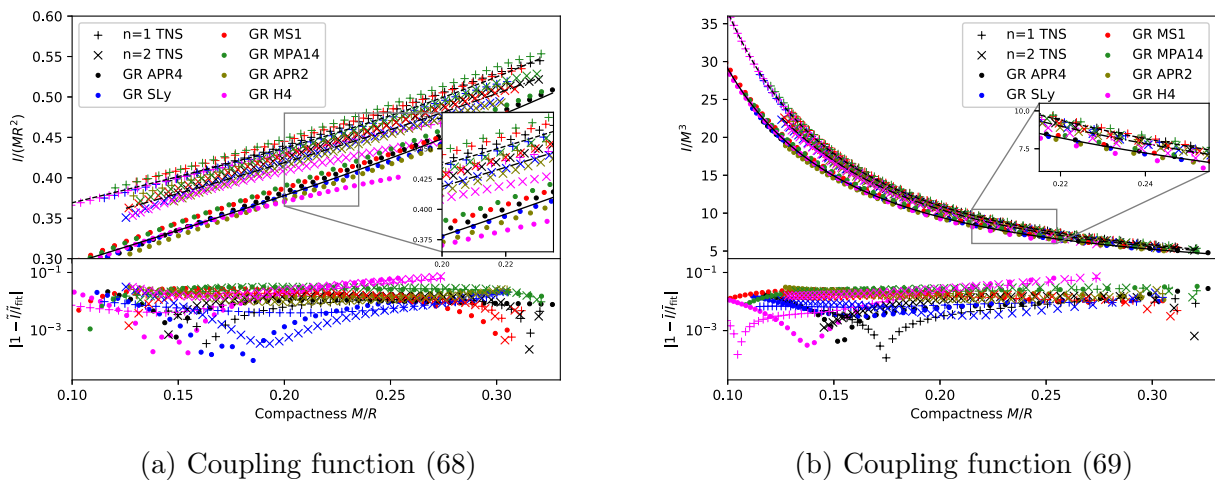 n=1 TNS
n=2 TNS
GR APR4
GR SLy
GR MS1
GR MPA14
GR APR2
GR H4
I/(MR²)
0.60
0.55
0.50
0.45
0.40
0.35
0.30
0.450
0.425
0.400
0.375
0.20 0.22
|1 − Ĩ/Ĩfit|
10⁻¹
10⁻³
0.10 0.15 0.20 0.25 0.30
Compactness M/R
(a) Coupling function (68)
n=1 TNS
n=2 TNS
GR APR4
GR SLy
GR MS1
GR MPA14
GR APR2
GR H4
I/M³
35
30
25
20
15
10
5
10.0
7.5
0.22 0.24
|1 − Ī/Īfit|
10⁻¹
10⁻³
0.10 0.15 0.20 0.25 0.30
Compactness M/R
(b) Coupling function (69)